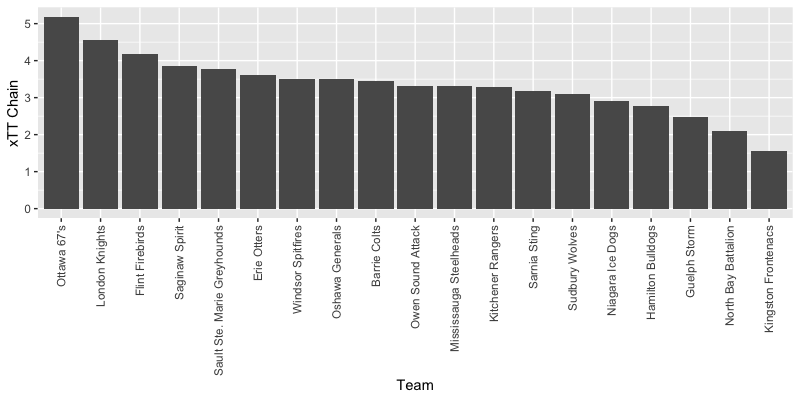 xTT Chain
5
4
3
2
1
0
Ottawa 67's
London Knights
Flint Firebirds
Saginaw Spirit
Sault Ste. Marie Greyhounds
Erie Otters
Windsor Spitfires
Oshawa Generals
Barrie Colts
Owen Sound Attack
Mississauga Steelheads
Kitchener Rangers
Sarnia Sting
Sudbury Wolves
Niagara Ice Dogs
Hamilton Bulldogs
Guelph Storm
North Bay Battalion
Kingston Frontenacs
Team